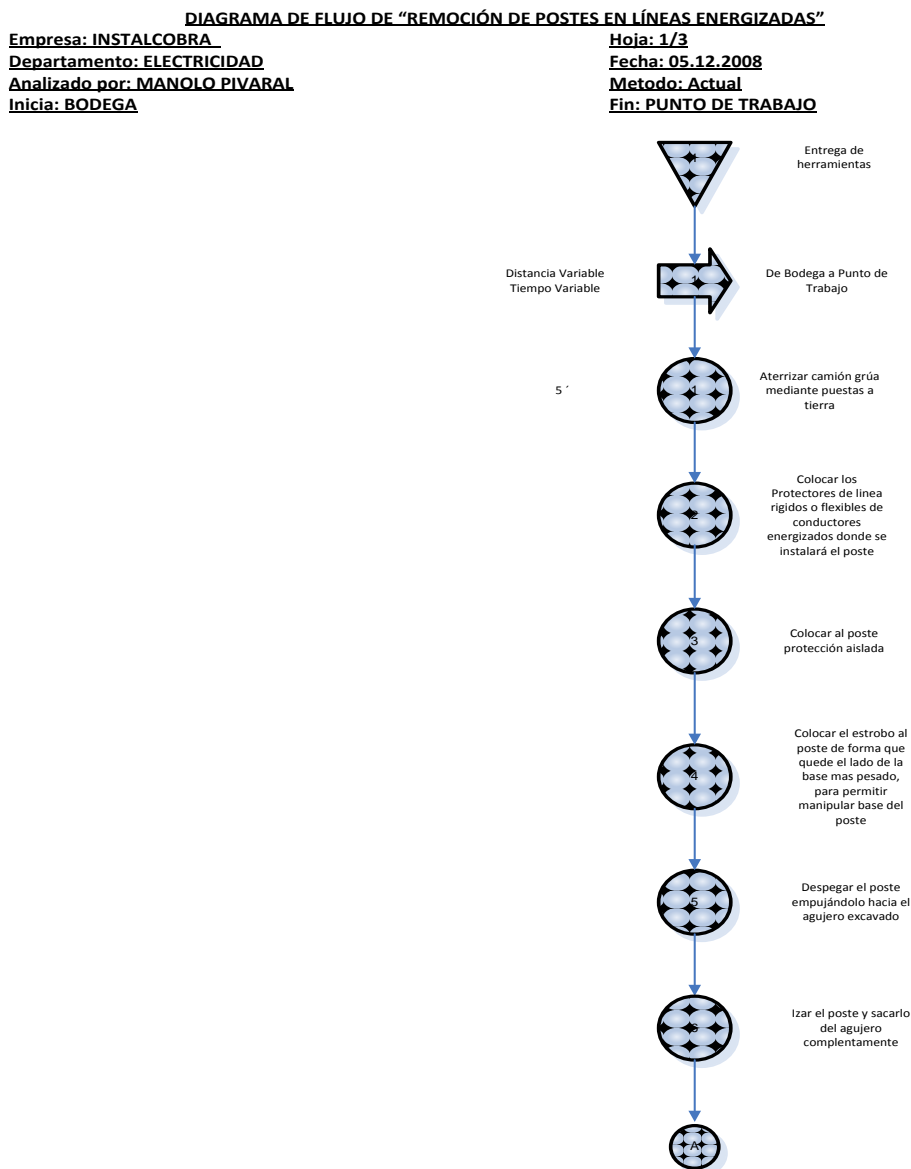 DIAGRAMA DE FLUJO DE “REMOCIÓN DE POSTES EN LÍNEAS ENERGIZADAS”
Empresa: INSTALCOBRA
Hoja: 1/3
Departamento: ELECTRICIDAD
Fecha: 05.12.2008
Analizado por: MANOLO PIVARAL
Metodo: Actual
Inicia: BODEGA
Fin: PUNTO DE TRABAJO
1
Entrega de
herramientas
Distancia Variable
Tiempo Variable
1
De Bodega a Punto de
Trabajo
5 ´
1
Aterrizar camión grúa
mediante puestas a
tierra
2
Colocar los
Protectores de linea
rigidos o flexibles de
conductores
energizados donde se
instalará el poste
3
Colocar al poste
protección aislada
4
Colocar el estrobo al
poste de forma que
quede el lado de la
base mas pesado,
para permitir
manipular base del
poste
5
Despegar el poste
empujándolo hacia el
agujero excavado
6
Izar el poste y sacarlo
del agujero
complentamente
A